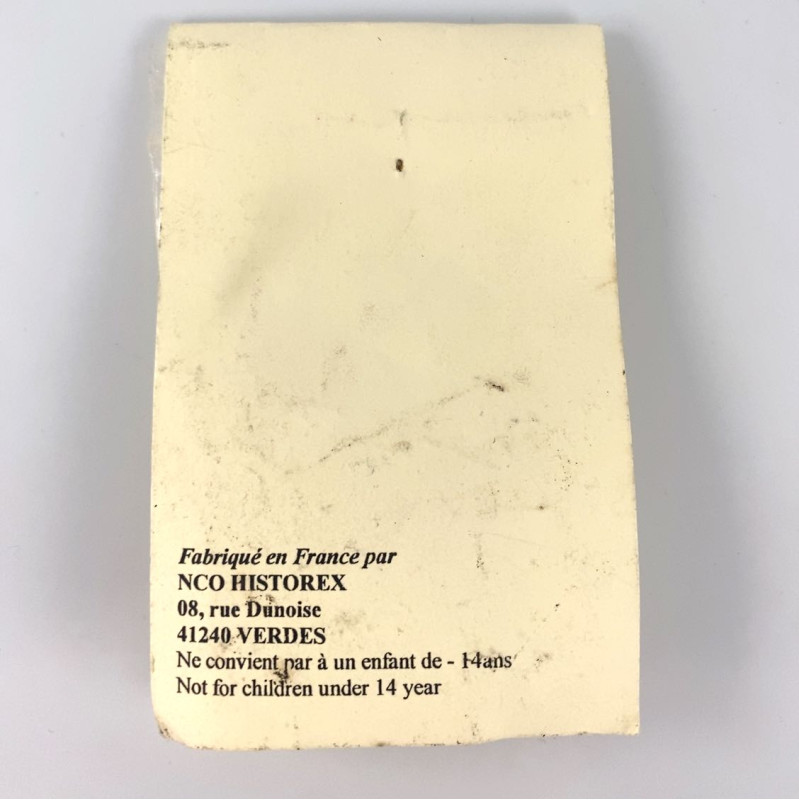 Fabriqué en France par
NCO HISTOREX
08, rue Dunoise
41240 VERDES
Ne convient par à un enfant de - 14ans
Not for children under 14 year